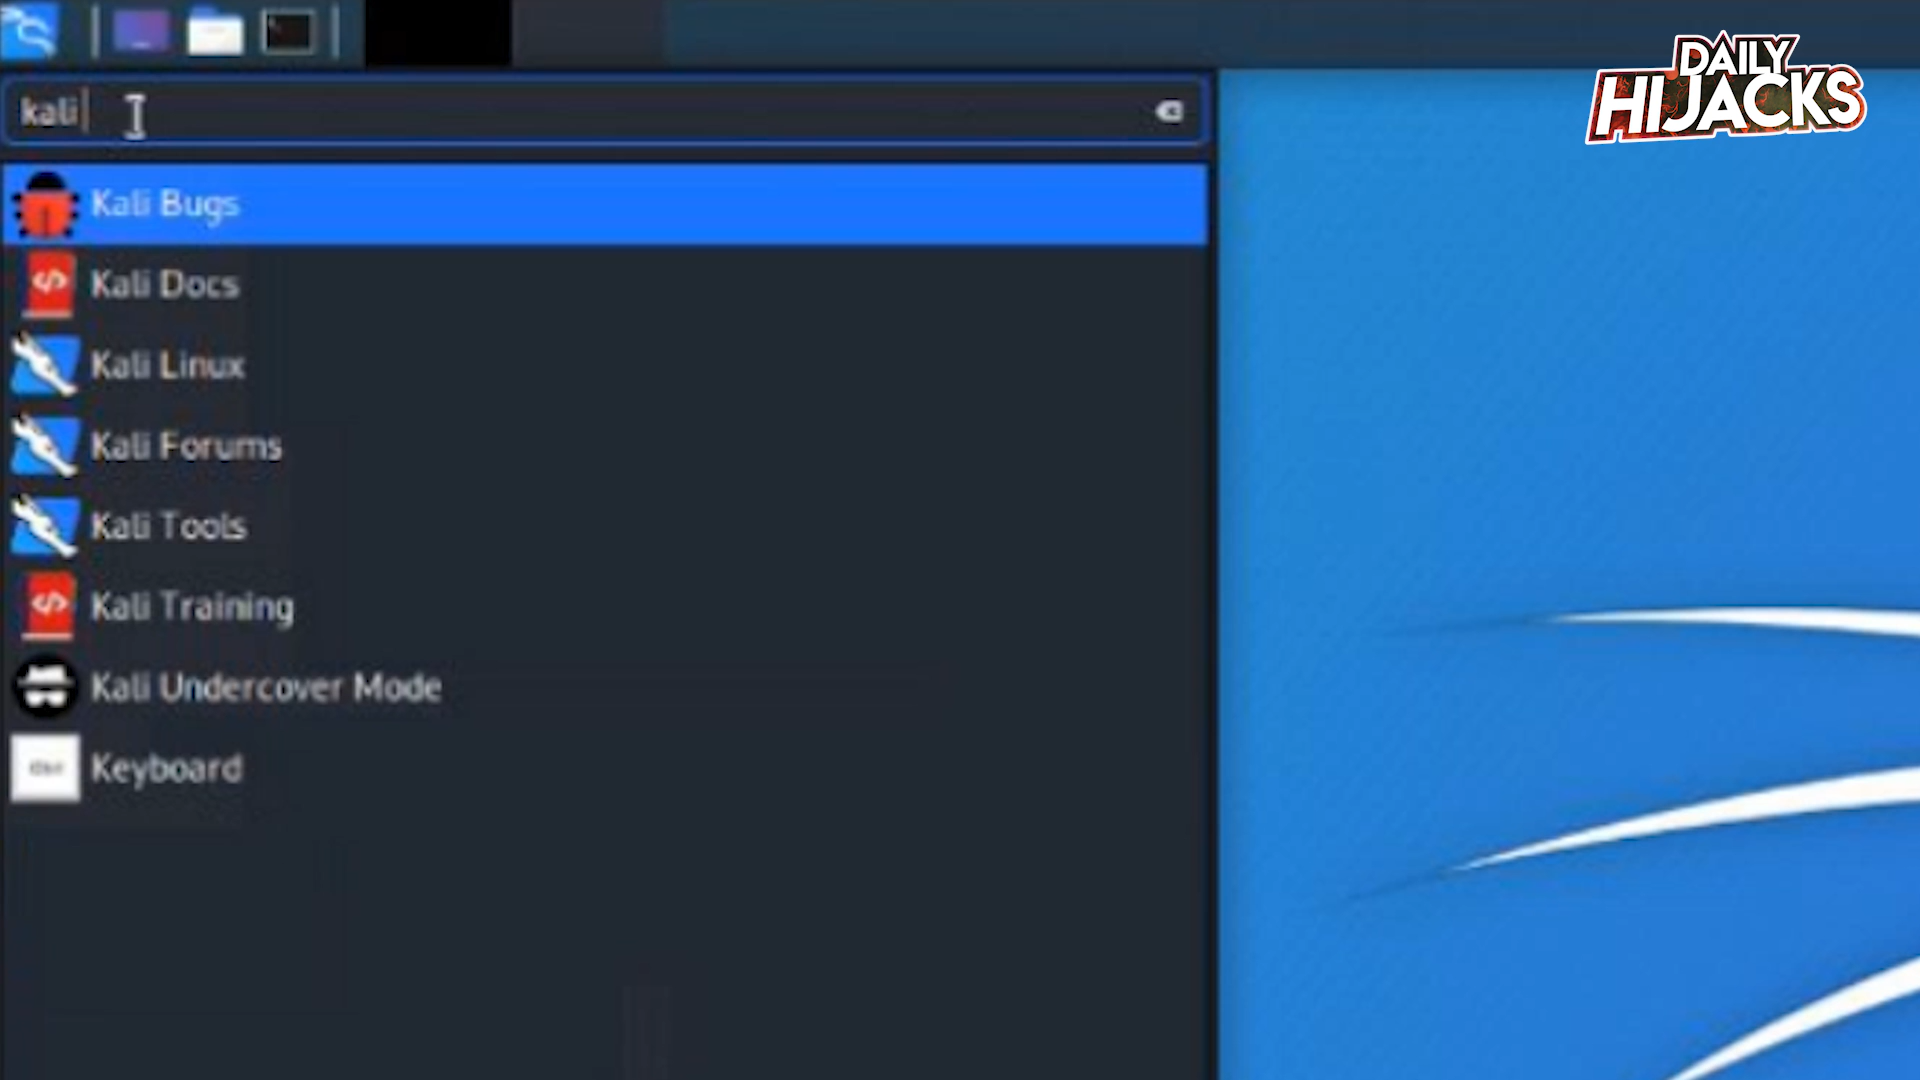 DAILY
HIJACKS
kali
Kali Bugs
Kali Docs
Kali Linux
Kali Forums
Kali Tools
Kali Training
Kali Undercover Mode
Keyboard